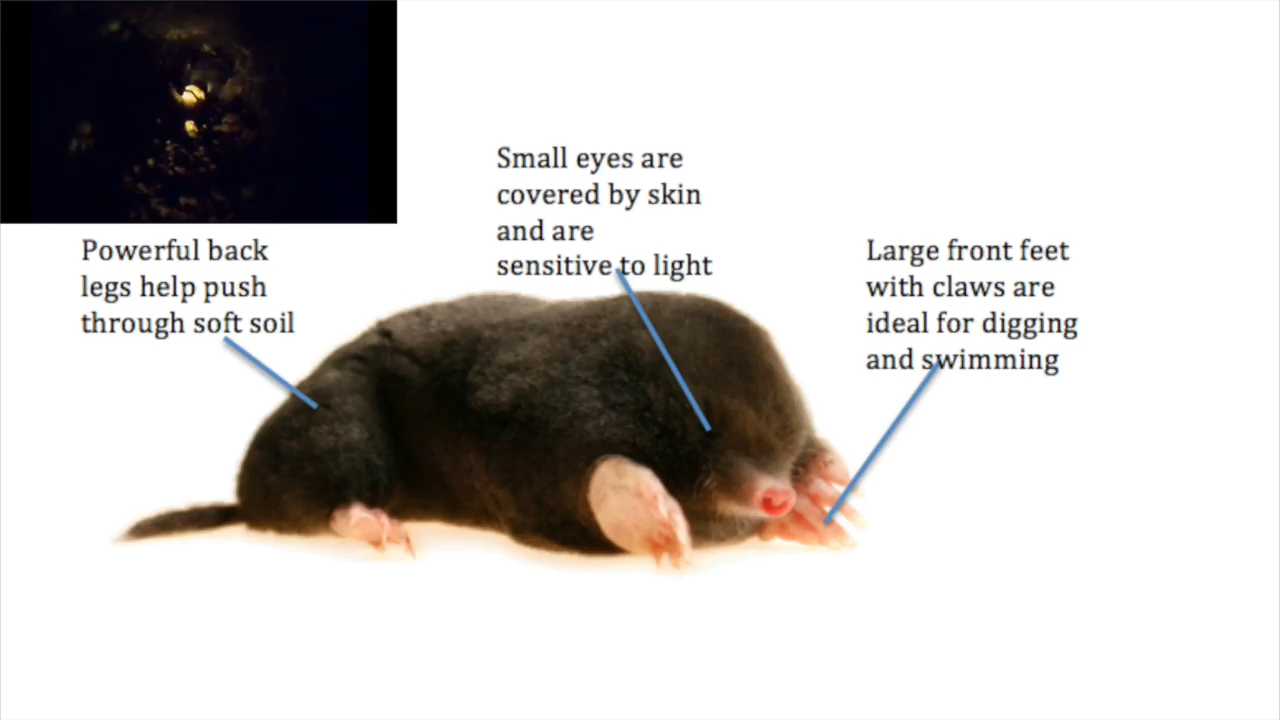 Small eyes are
covered by skin
and are
sensitive to light
Powerful back
legs help push
through soft soil
Large front feet
with claws are
ideal for digging
and swimming